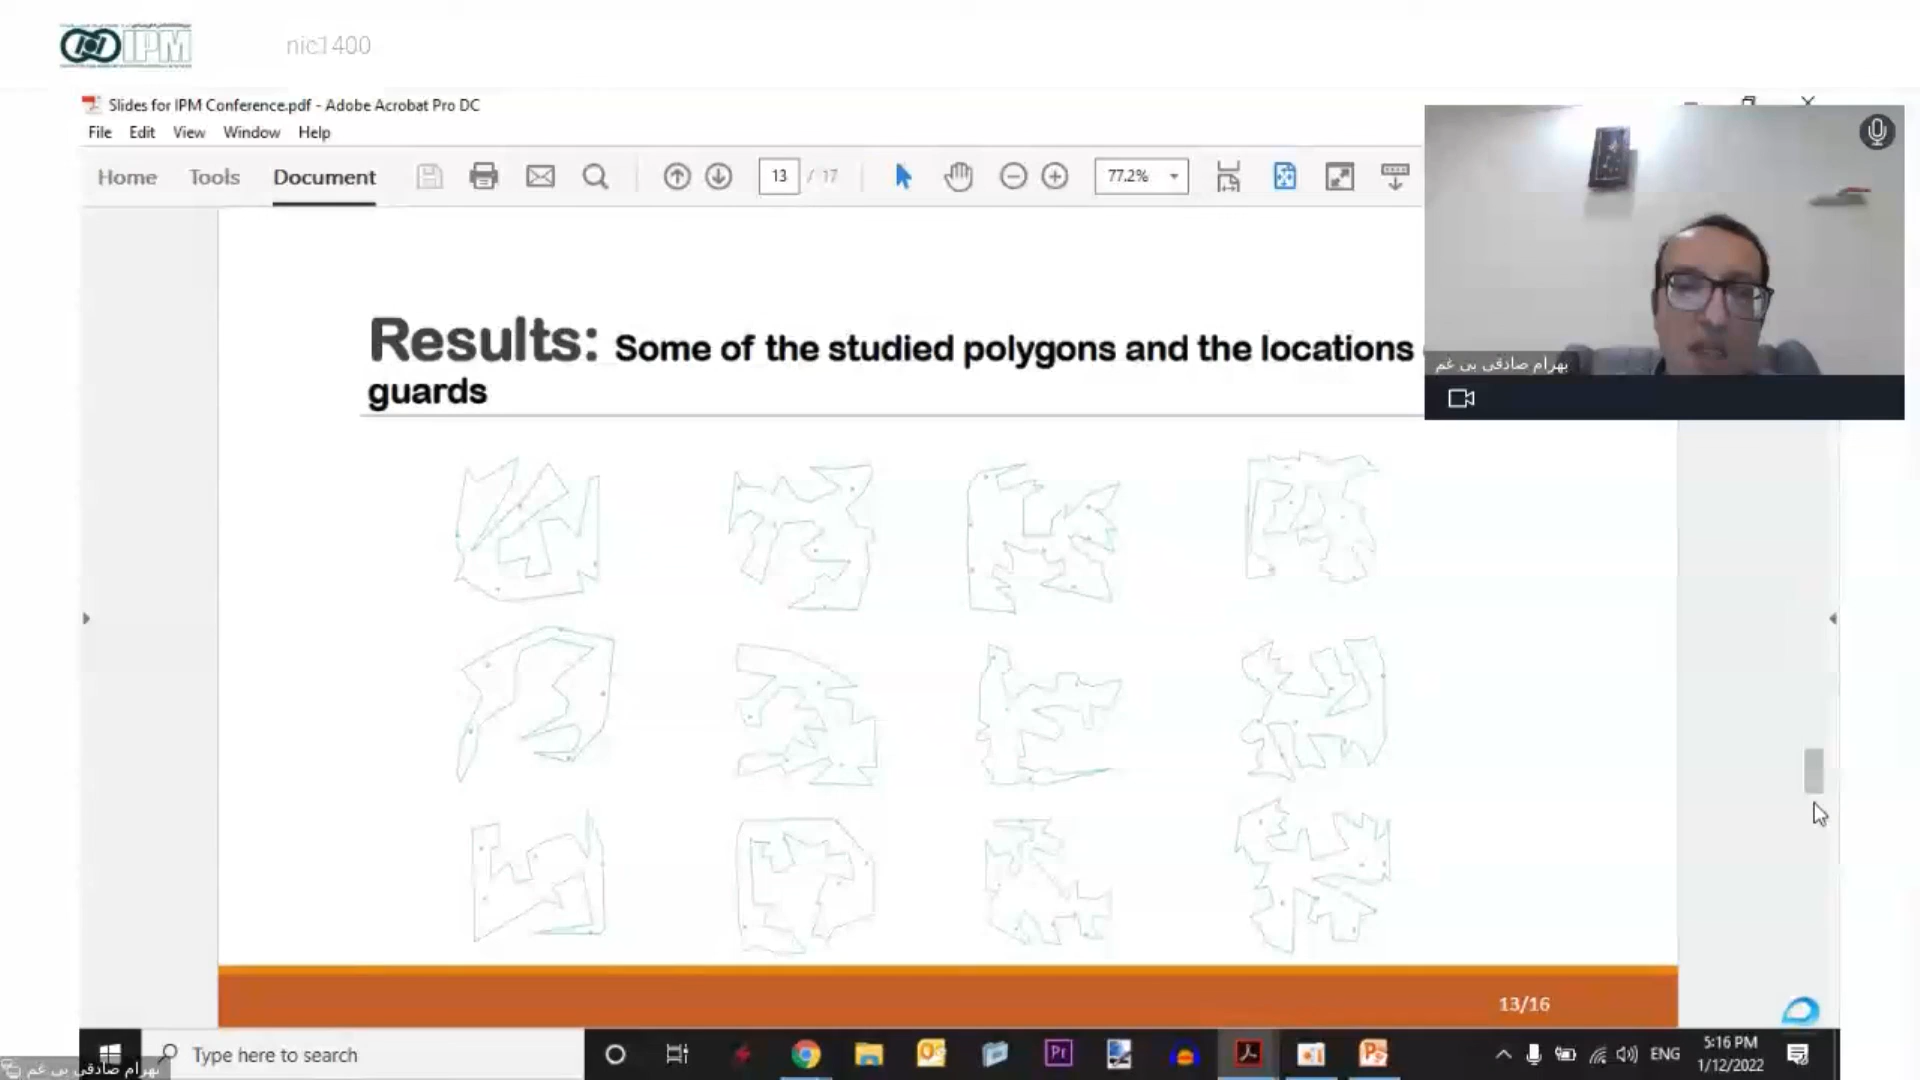 IPM
nic1400
Slides for IPM Conference.pdf - Adobe Acrobat Pro DC
File Edit View Window Help
Home Tools Document 13 / 17 77.2%
Results: Some of the studied polygons and the locations
guards
بهرام صادقی بی غم
13/16
Type here to search
Pr
ENG
5:16 PM
1/12/2022
بهرام صادقی بی غم